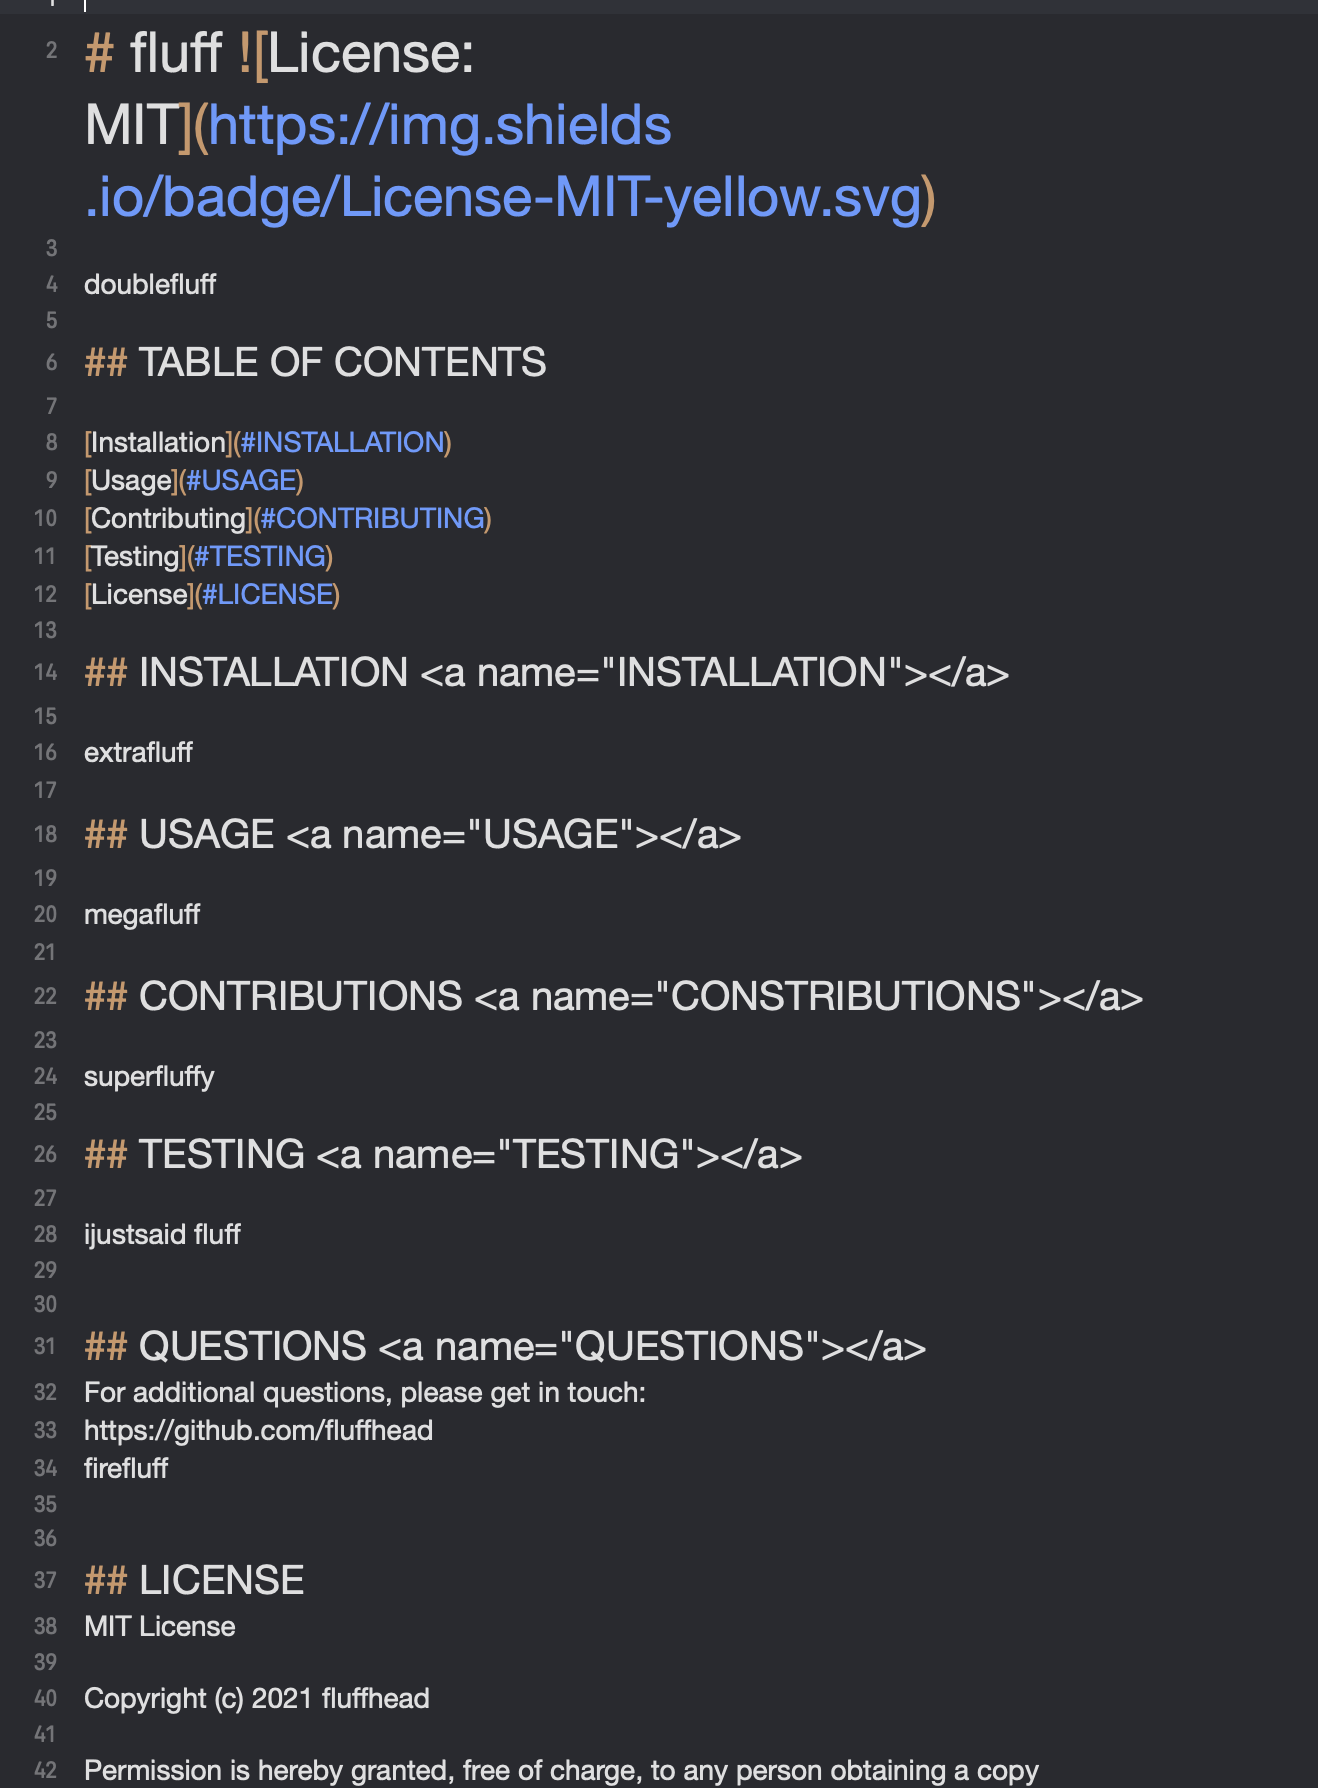 1
2 # fluff ![License:
MIT](https://img.shields
.io/badge/License-MIT-yellow.svg)
3
4 doublefluff
5
6 ## TABLE OF CONTENTS
7
8 [Installation](#INSTALLATION)
9 [Usage](#USAGE)
10 [Contributing](#CONTRIBUTING)
11 [Testing](#TESTING)
12 [License](#LICENSE)
13
14 ## INSTALLATION <a name="INSTALLATION"></a>
15
16 extrafluff
17
18 ## USAGE <a name="USAGE"></a>
19
20 megafluff
21
22 ## CONTRIBUTIONS <a name="CONSTRIBUTIONS"></a>
23
24 superfluffy
25
26 ## TESTING <a name="TESTING"></a>
27
28 ijustsaid fluff
29
30
31 ## QUESTIONS <a name="QUESTIONS"></a>
32 For additional questions, please get in touch:
33 https://github.com/fluffhead
34 firefluff
35
36
37 ## LICENSE
38 MIT License
39
40 Copyright (c) 2021 fluffhead
41
42 Permission is hereby granted, free of charge, to any person obtaining a copy